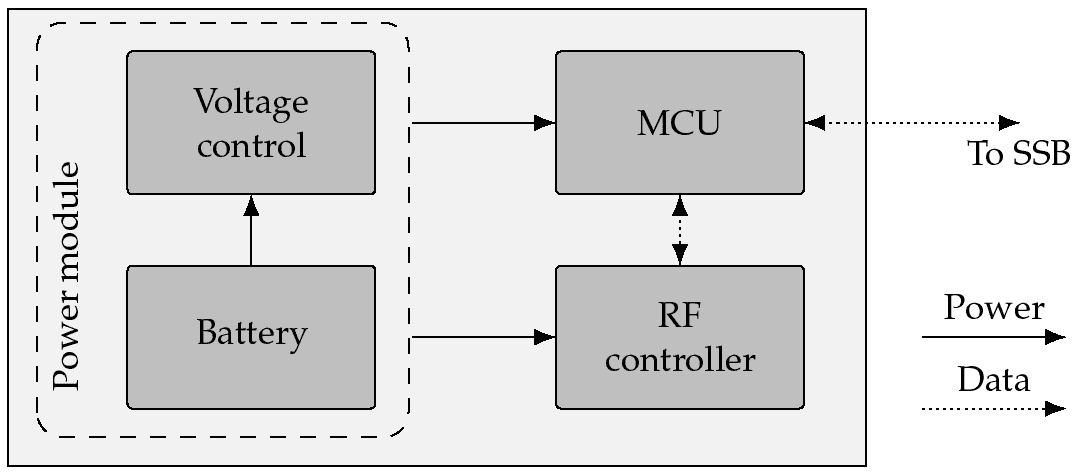 Power module
Voltage
control
Battery
MCU
RF
controller
To SSB
Power
Data